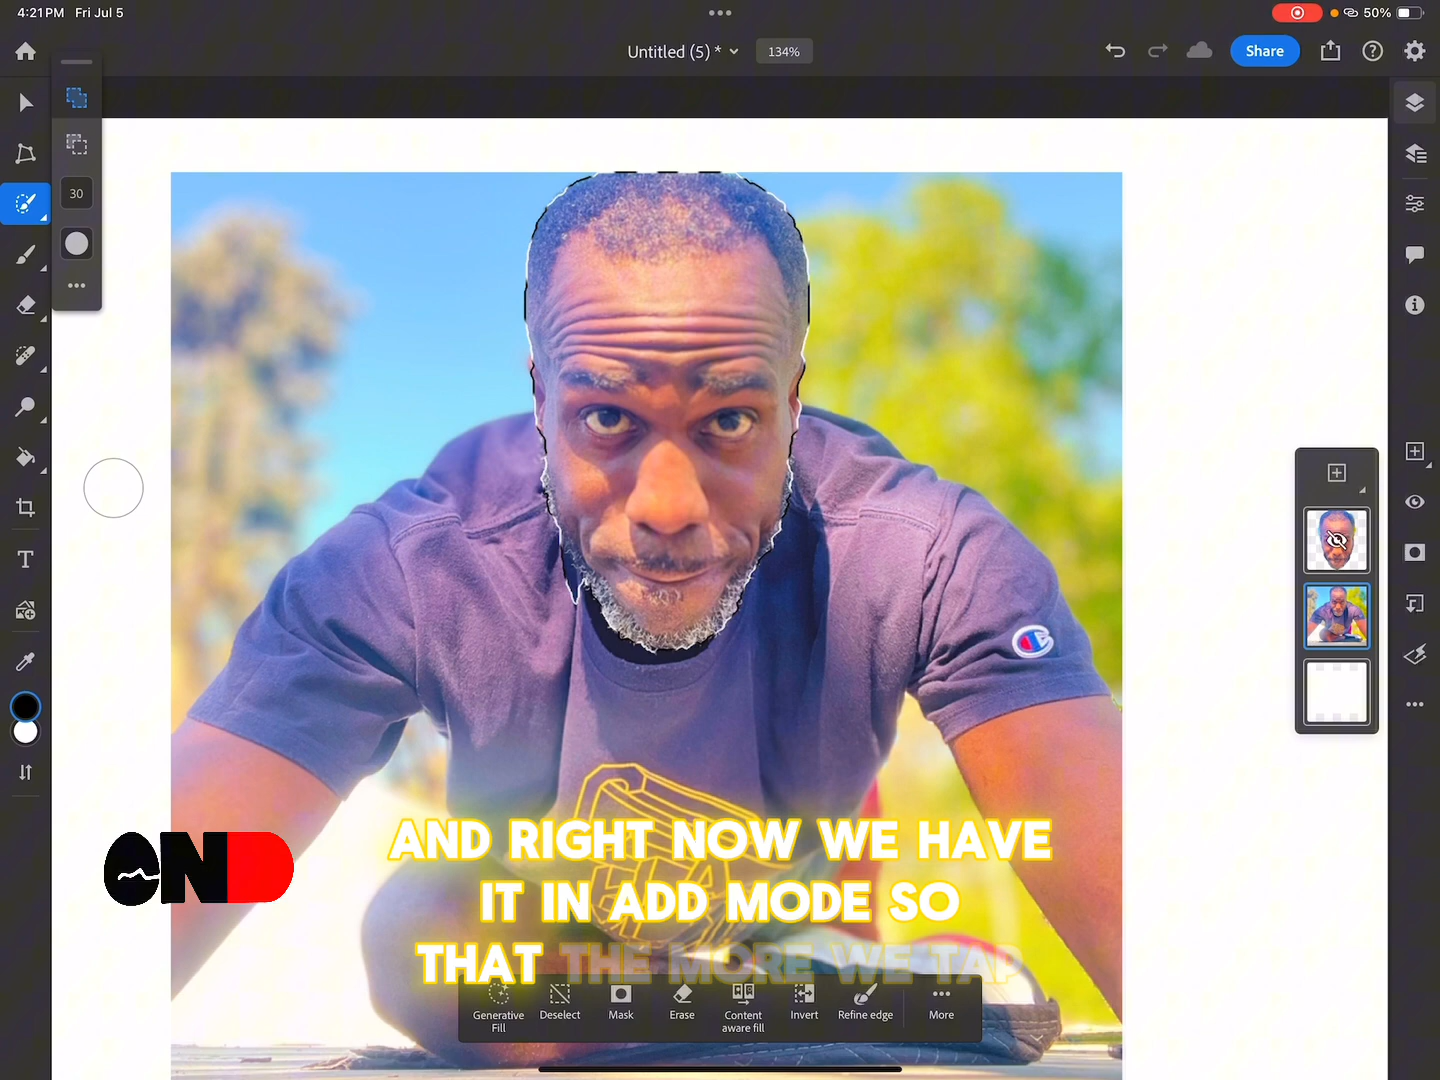 4:21 PM Fri Jul 5
50%
Untitled (5) *
134%
Share
30
AND RIGHT NOW WE HAVE
IT IN ADD MODE SO
THAT THE MORE WE TAP
END
Generative Fill
Deselect
Mask
Erase
Content aware fill
Invert
Refine edge
More